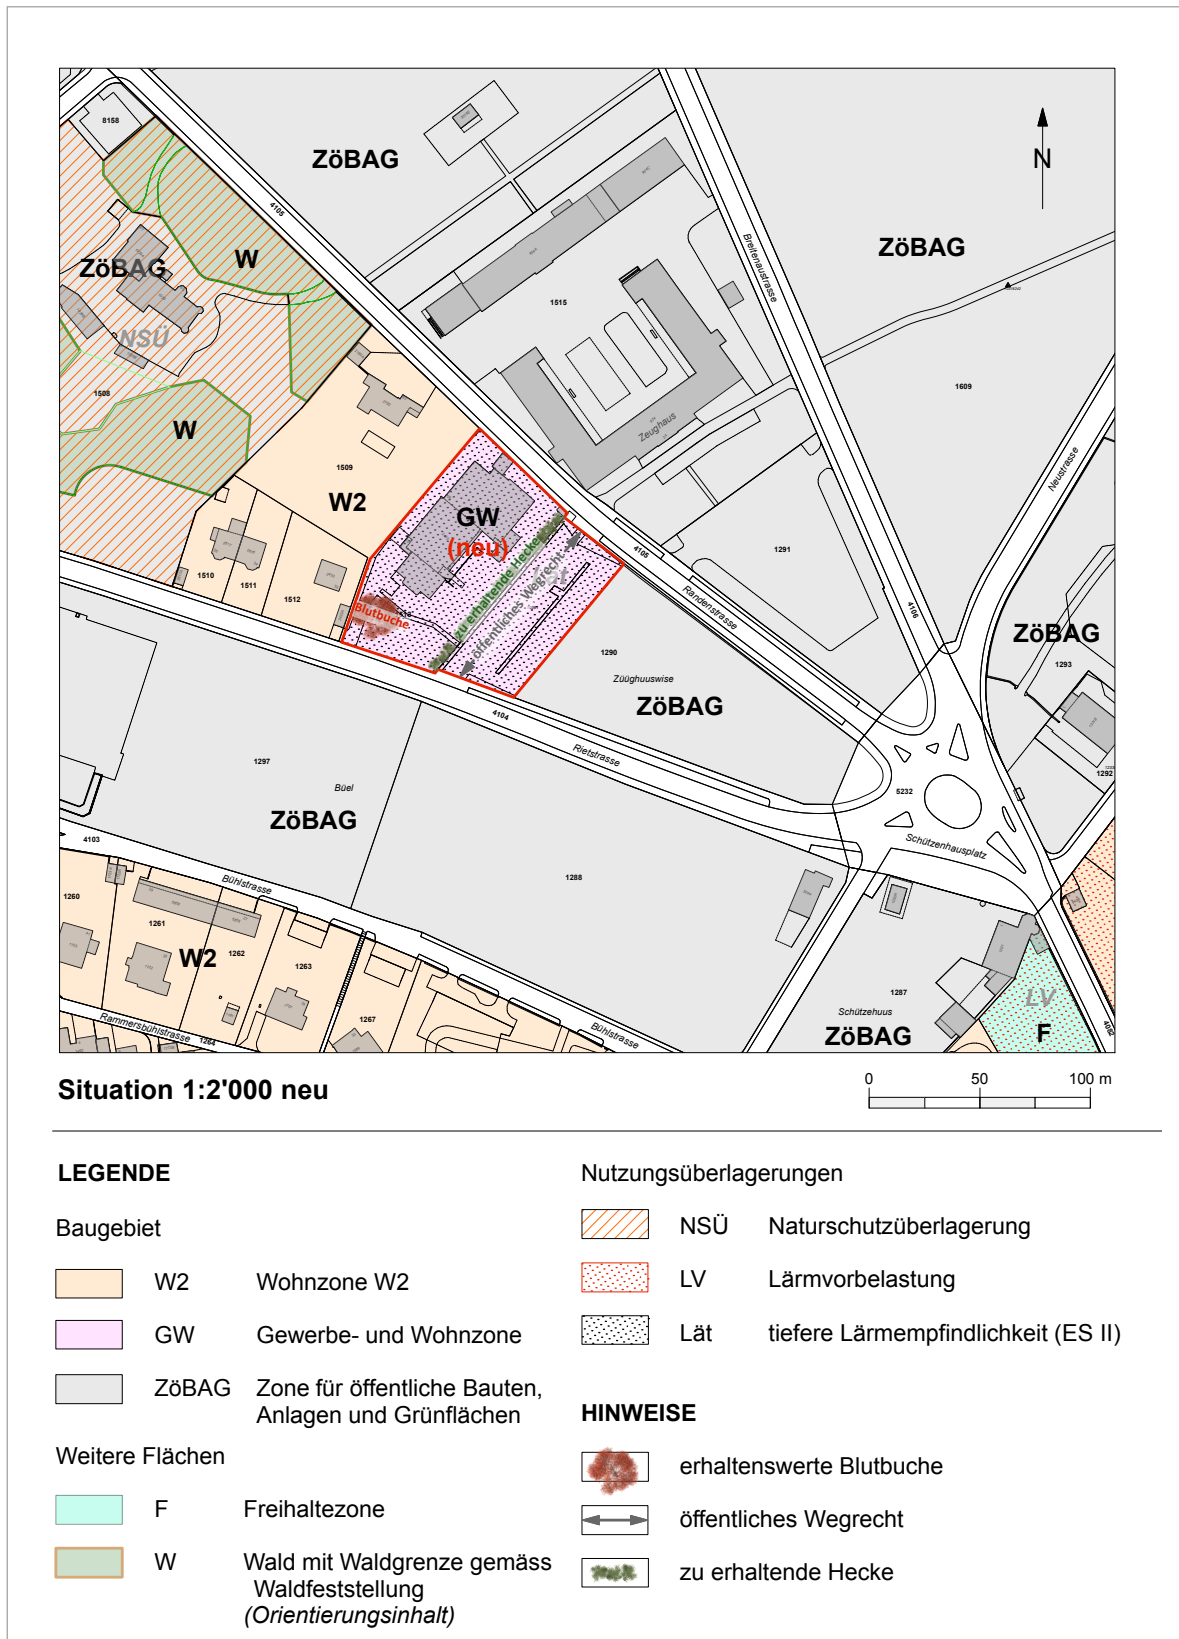 8158
ZöBAG
4105
N
W
ZöBAG
ZöBAG
Breitenaustrasse
NSÜ
1515
1508
1609
W
Zeughaus
Neustrasse
1509
W2
GW
(neu)
zu erhaltende Hecke
öffentliches Wegrecht
Lät
1291
4105
Randenstrasse
1510
1511
1512
Blutbuche
4106
ZöBAG
1293
1290
Züüghuuswise
ZöBAG
4104
Rietstrasse
1297
Büel
ZöBAG
1292
5232
Schützenhausplatz
4103
Bühlstrasse
1288
1260
1261
W2
1262
1263
1287
Schützehuus
ZöBAG
LV
F
4082
Rammersbühlstrasse
1264
1267
Bühlstrasse
Situation 1:2'000 neu
0 50 100 m
LEGENDE
Baugebiet
W2 Wohnzone W2
GW Gewerbe- und Wohnzone
ZöBAG Zone für öffentliche Bauten,
Anlagen und Grünflächen
Weitere Flächen
F Freihaltezone
W Wald mit Waldgrenze gemäss
Waldfeststellung
(Orientierungsinhalt)
Nutzungsüberlagerungen
NSÜ Naturschutzüberlagerung
LV Lärmvorbelastung
Lät tiefere Lärmempfindlichkeit (ES II)
HINWEISE
erhaltenswerte Blutbuche
öffentliches Wegrecht
zu erhaltende Hecke